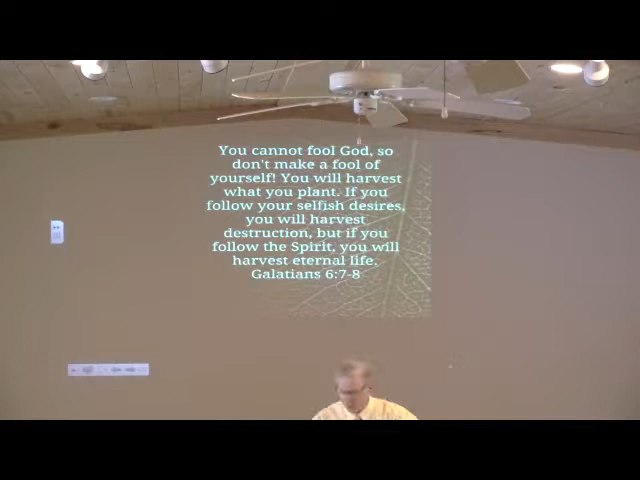 You cannot fool God, so
don't make a fool of
yourself! You will harvest
what you plant. If you
follow your selfish desires,
you will harvest
destruction, but if you
follow the Spirit, you will
harvest eternal life.
Galatians 6:7-8